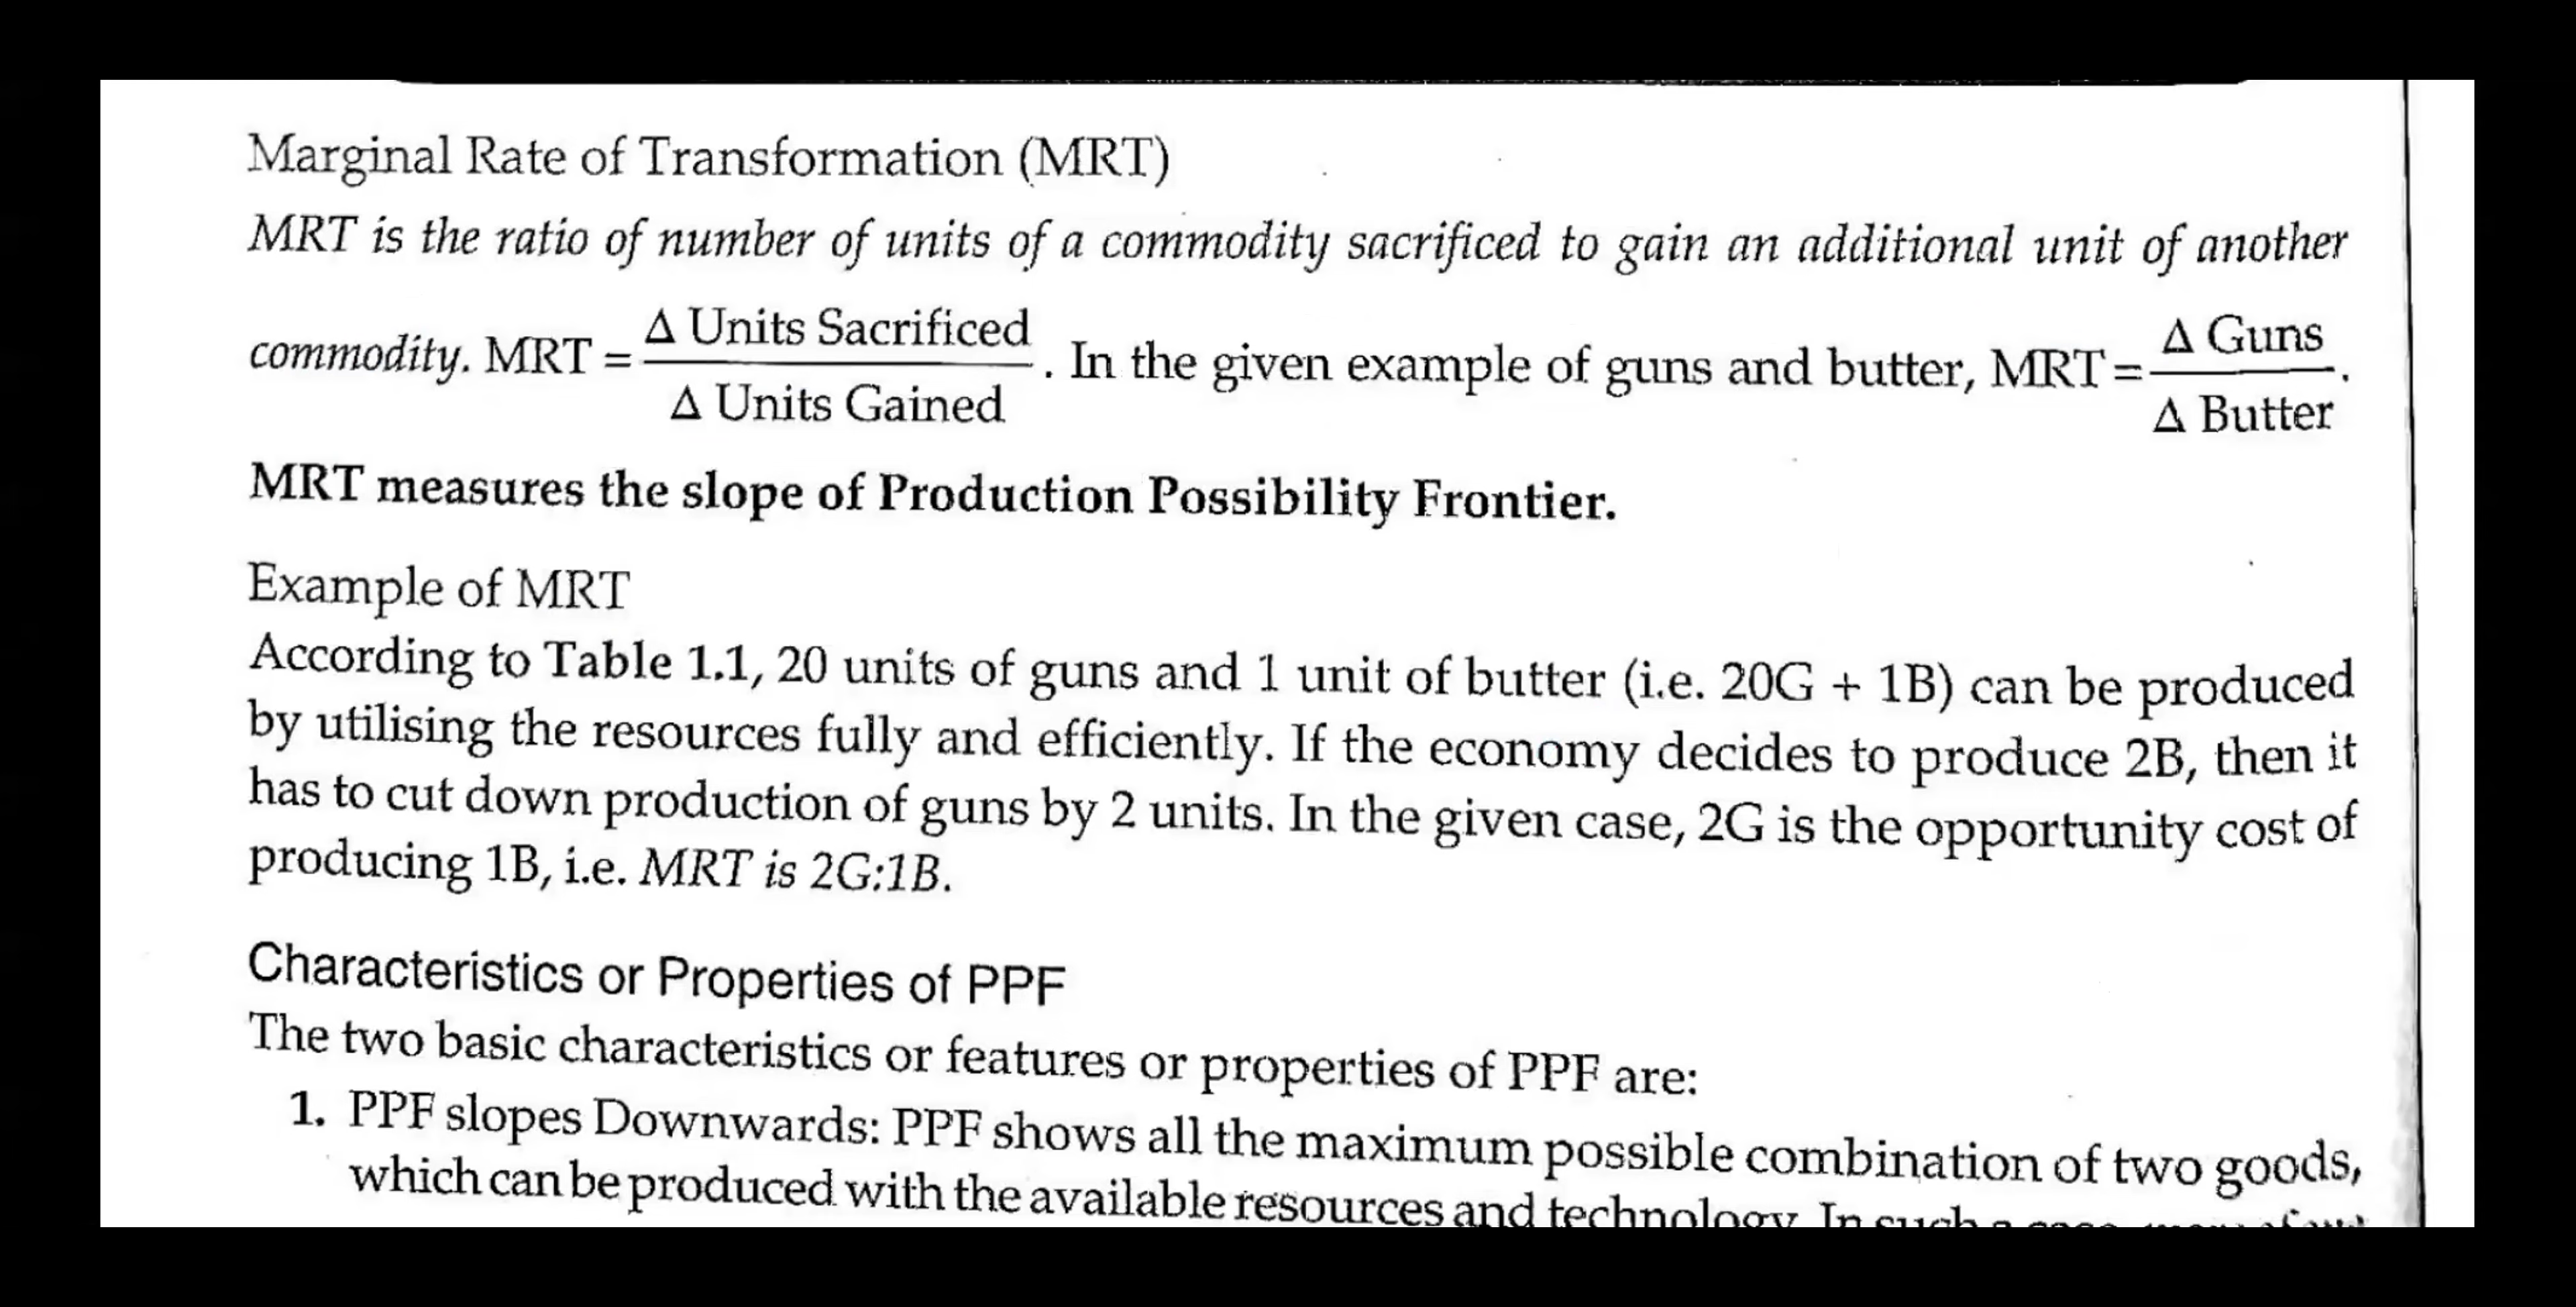 Marginal Rate of Transformation (MRT)
MRT is the ratio of number of units of a commodity sacrificed to gain an additional unit of another
commodity. MRT = Δ Units Sacrificed / Δ Units Gained. In the given example of guns and butter, MRT = Δ Guns / Δ Butter.
MRT measures the slope of Production Possibility Frontier.
Example of MRT
According to Table 1.1, 20 units of guns and 1 unit of butter (i.e. 20G + 1B) can be produced
by utilising the resources fully and efficiently. If the economy decides to produce 2B, then it
has to cut down production of guns by 2 units. In the given case, 2G is the opportunity cost of
producing 1B, i.e. MRT is 2G:1B.
Characteristics or Properties of PPF
The two basic characteristics or features or properties of PPF are:
1. PPF slopes Downwards: PPF shows all the maximum possible combination of two goods,
which can be produced with the available resources and technology. In such a case,